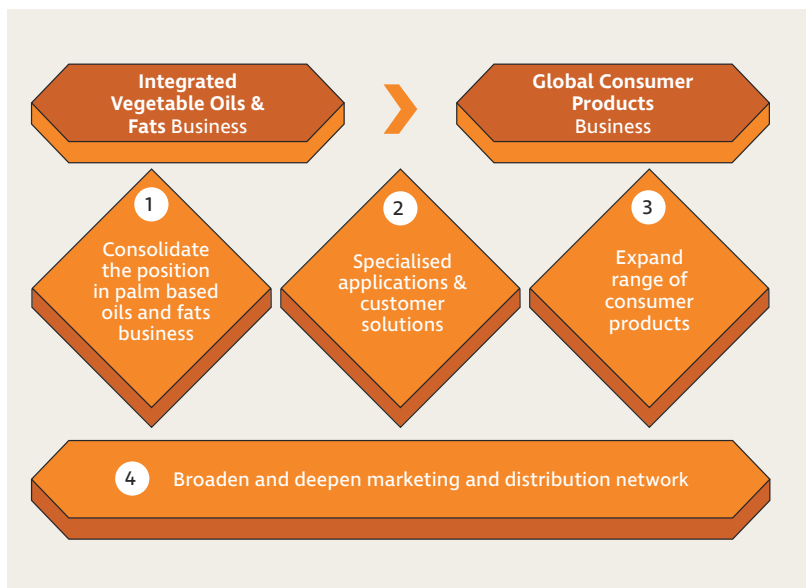 Integrated
Vegetable Oils &
Fats Business
Global Consumer
Products
Business
1
Consolidate
the position
in palm based
oils and fats
business
2
Specialised
applications &
customer
solutions
3
Expand
range of
consumer
products
4 Broaden and deepen marketing and distribution network